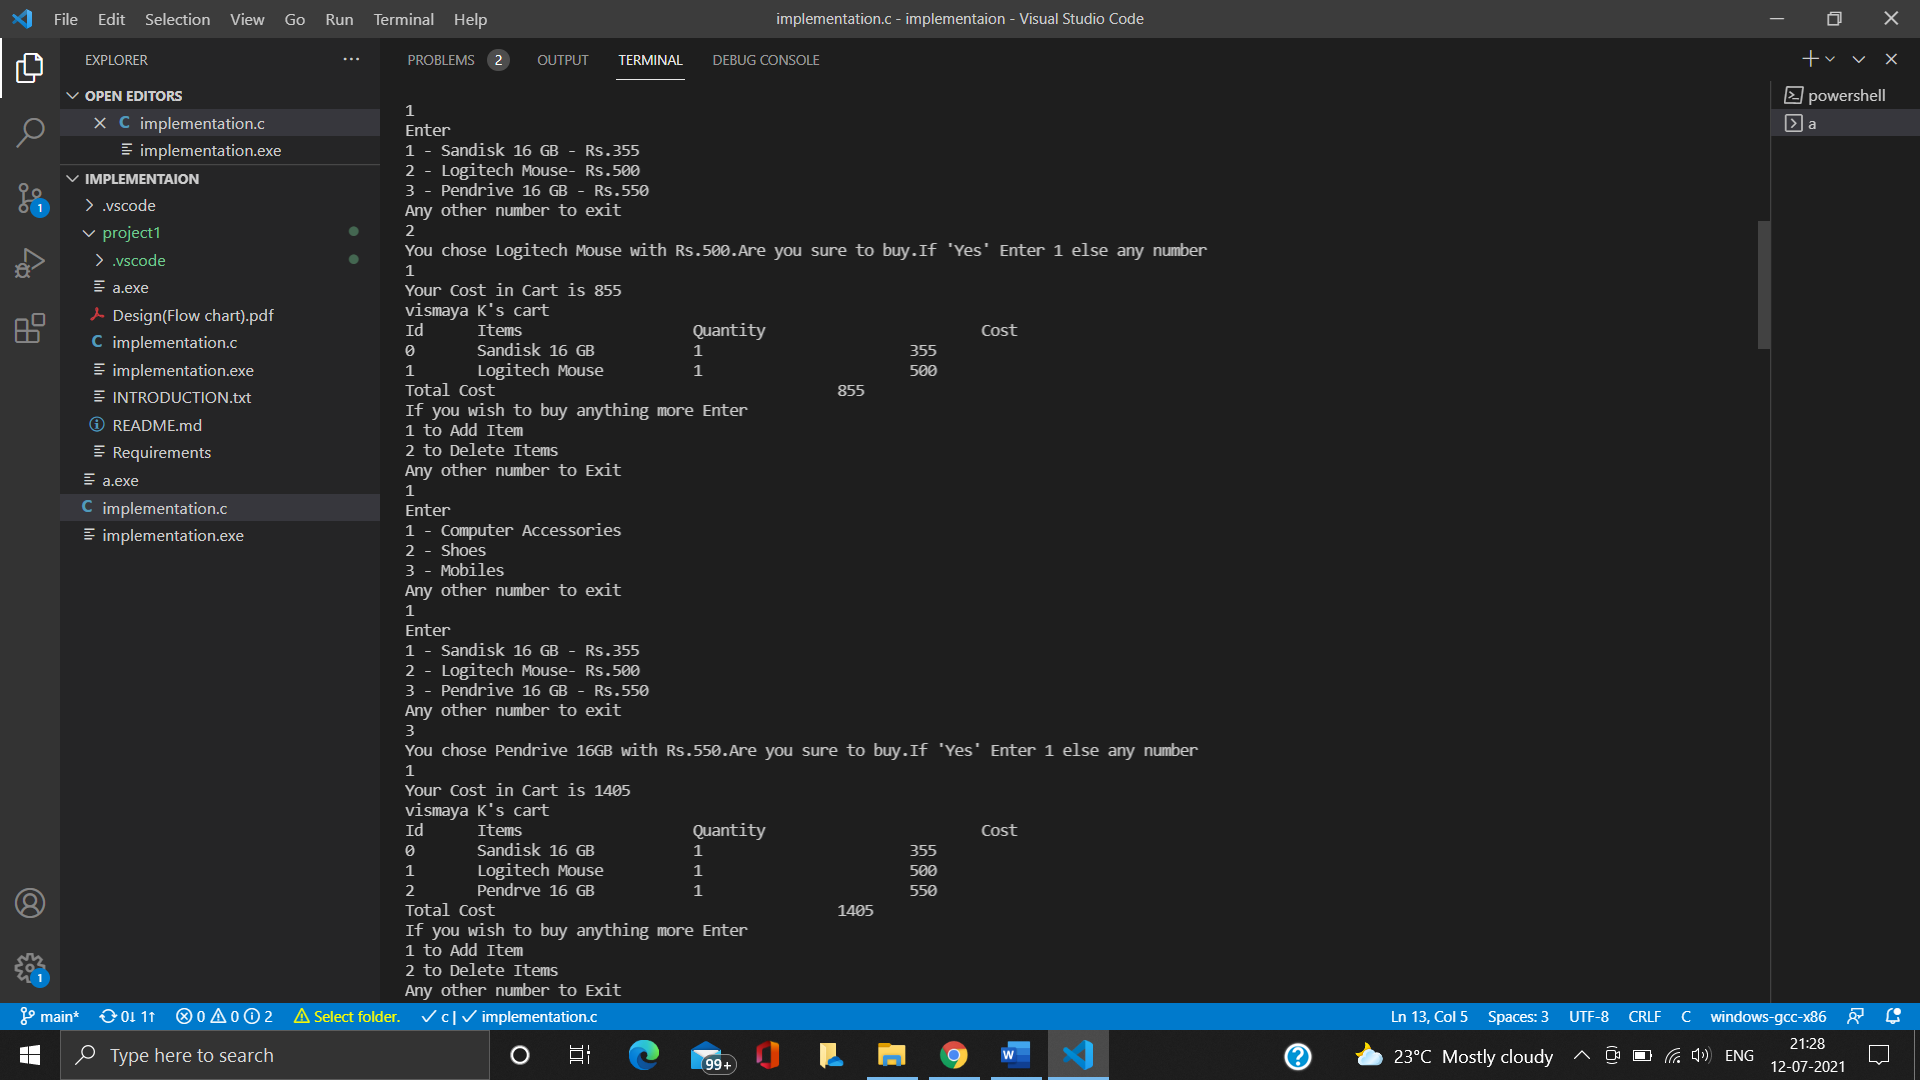 File Edit Selection View Go Run Terminal Help
implementation.c - implementaion - Visual Studio Code
EXPLORER
OPEN EDITORS
C implementation.c
implementation.exe
IMPLEMENTAION
.vscode
project1
.vscode
a.exe
Design(Flow chart).pdf
C implementation.c
implementation.exe
INTRODUCTION.txt
README.md
Requirements
a.exe
C implementation.c
implementation.exe
1
1
PROBLEMS 2 OUTPUT TERMINAL DEBUG CONSOLE
1
Enter
1 - Sandisk 16 GB - Rs.355
2 - Logitech Mouse- Rs.500
3 - Pendrive 16 GB - Rs.550
Any other number to exit
2
You chose Logitech Mouse with Rs.500.Are you sure to buy.If 'Yes' Enter 1 else any number
1
Your Cost in Cart is 855
vismaya K's cart
Id Items Quantity Cost
0 Sandisk 16 GB 1 355
1 Logitech Mouse 1 500
Total Cost 855
If you wish to buy anything more Enter
1 to Add Item
2 to Delete Items
Any other number to Exit
1
Enter
1 - Computer Accessories
2 - Shoes
3 - Mobiles
Any other number to exit
1
Enter
1 - Sandisk 16 GB - Rs.355
2 - Logitech Mouse- Rs.500
3 - Pendrive 16 GB - Rs.550
Any other number to exit
3
You chose Pendrive 16GB with Rs.550.Are you sure to buy.If 'Yes' Enter 1 else any number
1
Your Cost in Cart is 1405
vismaya K's cart
Id Items Quantity Cost
0 Sandisk 16 GB 1 355
1 Logitech Mouse 1 500
2 Pendrve 16 GB 1 550
Total Cost 1405
If you wish to buy anything more Enter
1 to Add Item
2 to Delete Items
Any other number to Exit
powershell
a
main* 0↓ 1↑ 0 0 2 Select folder. c | implementation.c
Ln 13, Col 5 Spaces: 3 UTF-8 CRLF C windows-gcc-x86
Type here to search
99+
23°C Mostly cloudy ENG
21:28
12-07-2021